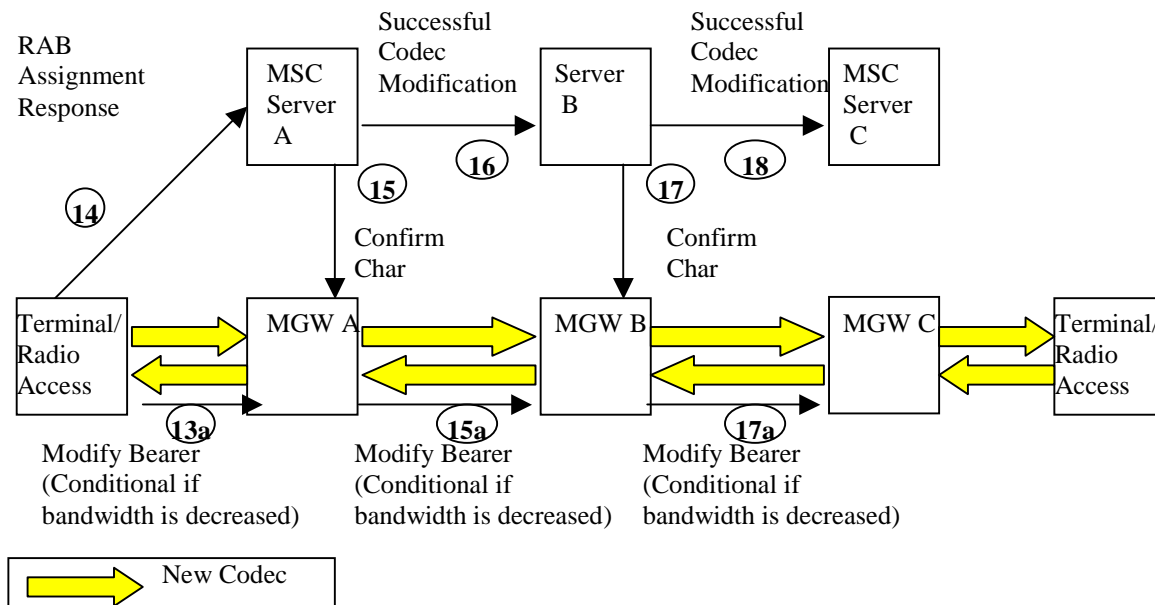 RAB
Assignment
Response
MSC
Server
A
Successful
Codec
Modification
Server
B
Successful
Codec
Modification
MSC
Server
C
14
15
16
17
18
Confirm
Char
Confirm
Char
Terminal/
Radio
Access
MGW A
MGW B
MGW C
Terminal/
Radio
Access
13a
15a
17a
Modify Bearer
(Conditional if
bandwidth is decreased)
Modify Bearer
(Conditional if
bandwidth is decreased)
Modify Bearer
(Conditional if
bandwidth is decreased)
New Codec